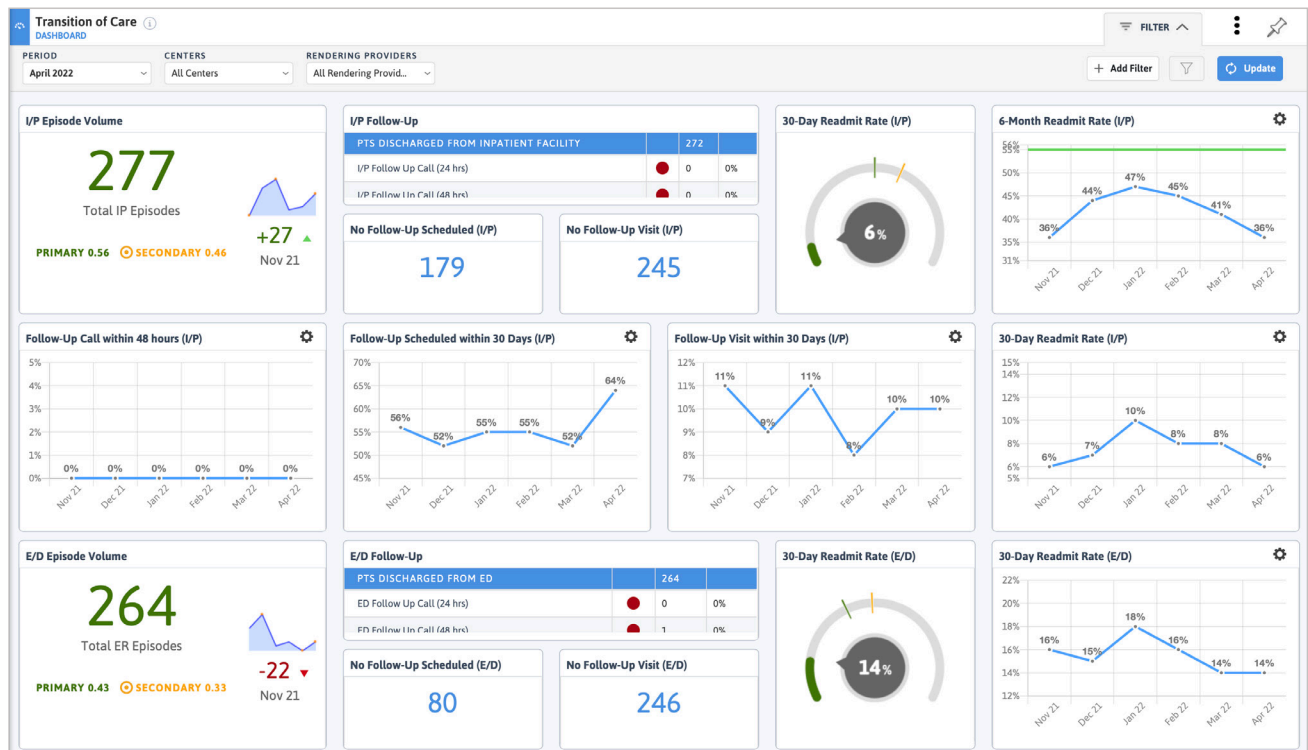 Transition of Care
DASHBOARD
FILTER
PERIOD
CENTERS
RENDERING PROVIDERS
April 2022
All Centers
All Rendering Provid...
+ Add Filter
Update
I/P Episode Volume
277
Total IP Episodes
PRIMARY 0.56
SECONDARY 0.46
+27
Nov 21
I/P Follow-Up
PTS DISCHARGED FROM INPATIENT FACILITY 272
I/P Follow Up Call (24 hrs) 0 0%
I/P Follow Up Call (48 hrs) 0 0%
No Follow-Up Scheduled (I/P)
179
No Follow-Up Visit (I/P)
245
30-Day Readmit Rate (I/P)
6%
6-Month Readmit Rate (I/P)
56%
55%
50%
45%
40%
35%
31%
36% 44% 47% 45% 41% 36%
Nov 21 Dec 21 Jan 22 Feb 22 Mar 22 Apr 22
Follow-Up Call within 48 hours (I/P)
5%
4%
3%
2%
1%
0%
0% 0% 0% 0% 0% 0%
Nov 21 Dec 21 Jan 22 Feb 22 Mar 22 Apr 22
Follow-Up Scheduled within 30 Days (I/P)
70%
65%
60%
55%
50%
45%
56% 52% 55% 55% 52% 64%
Nov 21 Dec 21 Jan 22 Feb 22 Mar 22 Apr 22
Follow-Up Visit within 30 Days (I/P)
12%
11%
10%
9%
8%
7%
11% 9% 11% 8% 10% 10%
Nov 21 Dec 21 Jan 22 Feb 22 Mar 22 Apr 22
30-Day Readmit Rate (I/P)
15%
14%
12%
10%
8%
6%
5%
6% 7% 10% 8% 8% 6%
Nov 21 Dec 21 Jan 22 Feb 22 Mar 22 Apr 22
E/D Episode Volume
264
Total ER Episodes
PRIMARY 0.43
SECONDARY 0.33
-22
Nov 21
E/D Follow-Up
PTS DISCHARGED FROM ED 264
ED Follow Up Call (24 hrs) 0 0%
ED Follow Up Call (48 hrs) 1 0%
No Follow-Up Scheduled (E/D)
80
No Follow-Up Visit (E/D)
246
30-Day Readmit Rate (E/D)
14%
30-Day Readmit Rate (E/D)
22%
20%
18%
16%
14%
12%
16% 15% 18% 16% 14% 14%
Nov 21 Dec 21 Jan 22 Feb 22 Mar 22 Apr 22